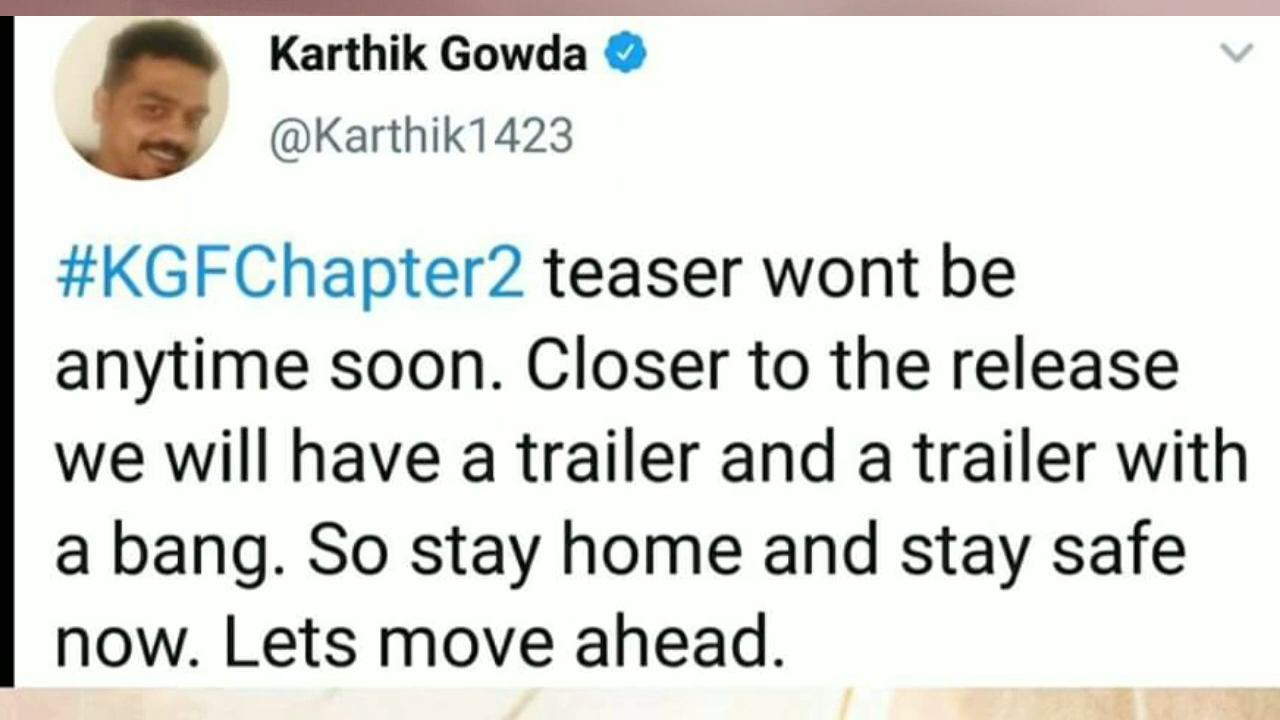 Karthik Gowda
@Karthik1423
#KGFChapter2 teaser wont be
anytime soon. Closer to the release
we will have a trailer and a trailer with
a bang. So stay home and stay safe
now. Lets move ahead.